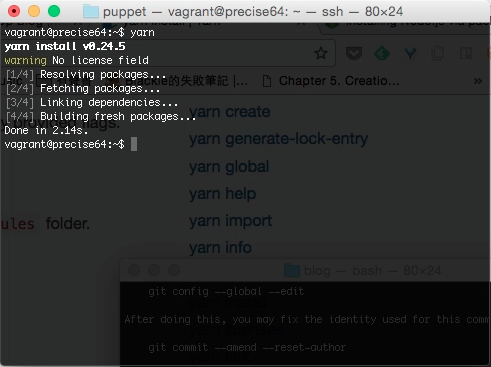 puppet — vagrant@precise64: ~ — ssh — 80×24
vagrant@precise64:~$ yarn
yarn install v0.24.5
warning No license field
[1/4] Resolving packages...
[2/4] Fetching packages...
[3/4] Linking dependencies...
[4/4] Building fresh packages...
Done in 2.14s.
vagrant@precise64:~$
的失敗筆記 |...
Chapter 5. Creatio...
flags.
yarn create
yarn generate-lock-entry
yarn global
yarn help
ules folder.
yarn import
yarn info
blog — bash — 80×24
git config --global --edit
After doing this, you may fix the identity used for this comm
git commit --amend --reset-author